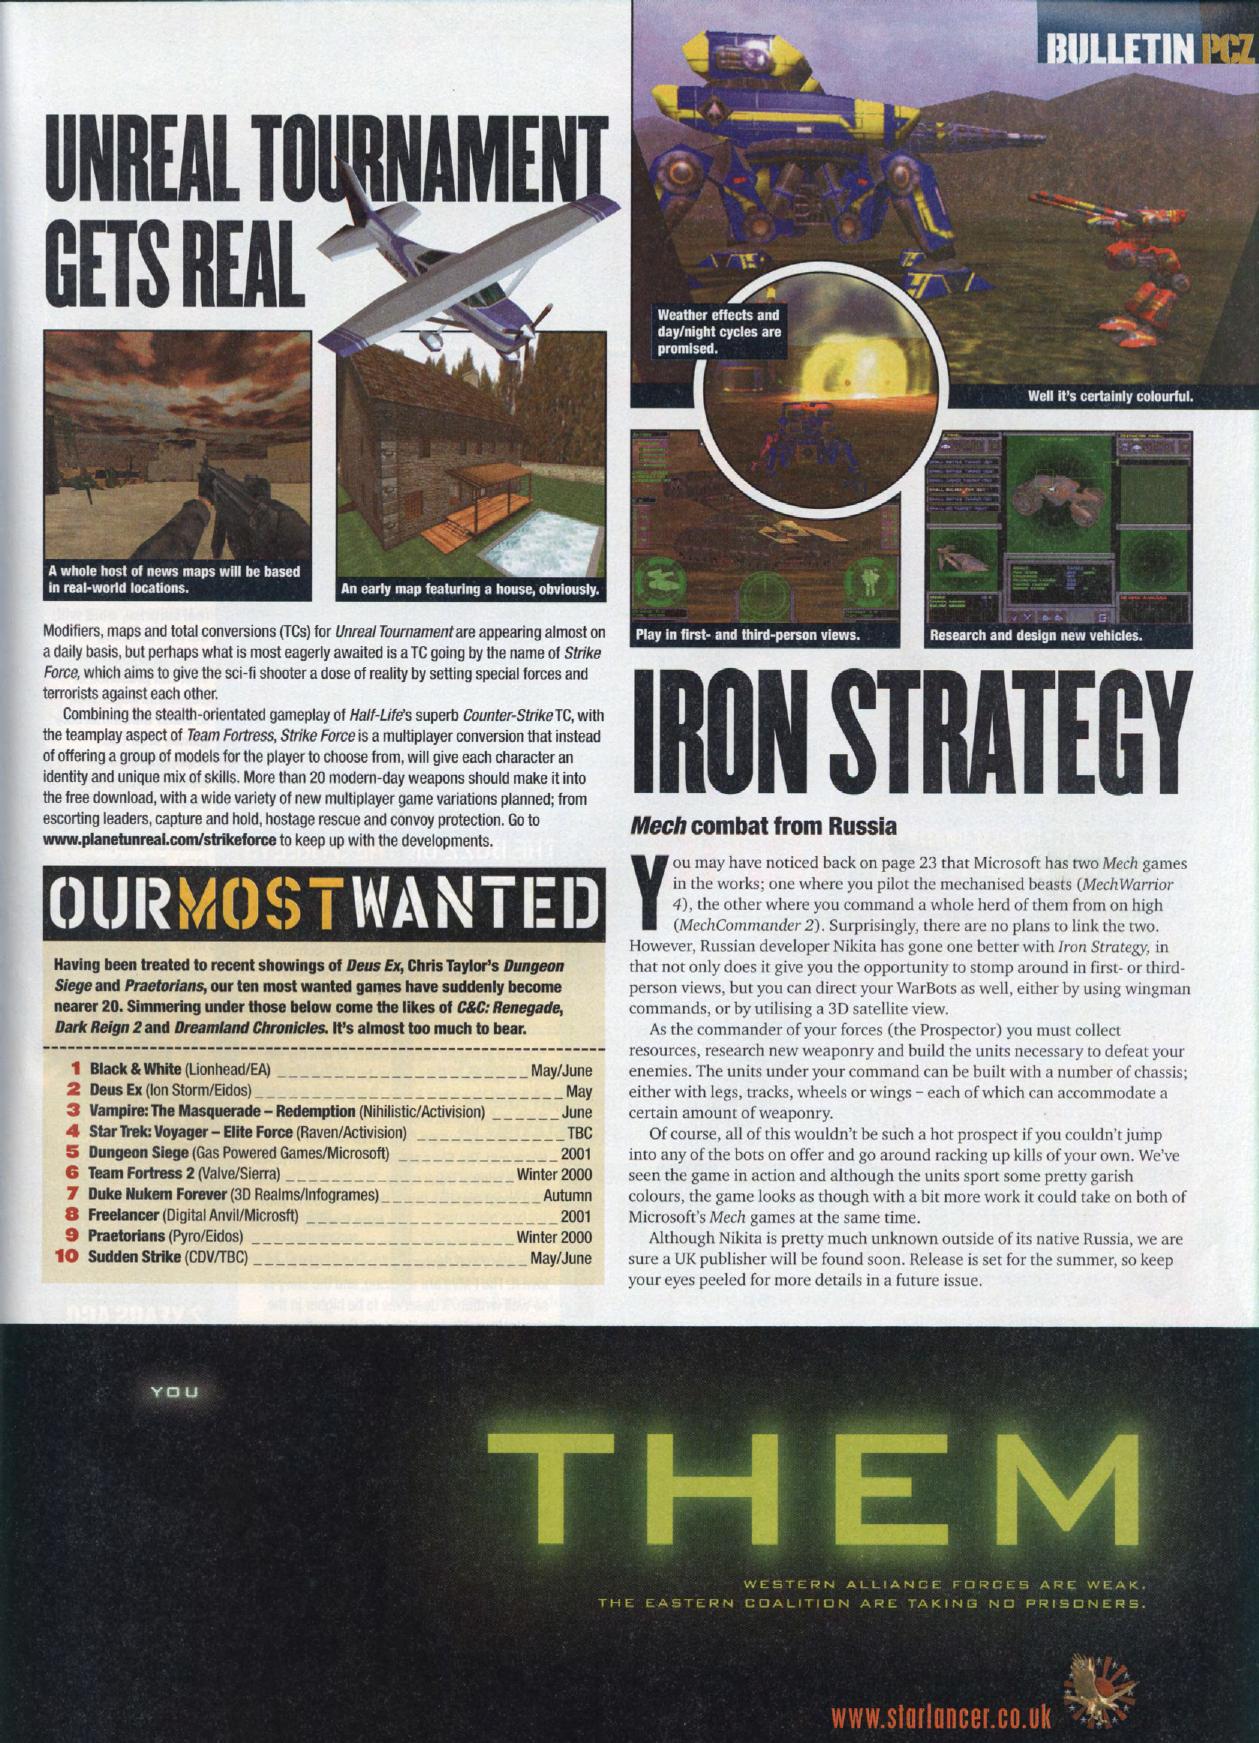 BULLETIN PCZ
UNREAL TOURNAMENT
GETS REAL
A whole host of news maps will be based
in real-world locations.
An early map featuring a house, obviously.
Modifiers, maps and total conversions (TCs) for Unreal Tournament are appearing almost on
a daily basis, but perhaps what is most eagerly awaited is a TC going by the name of Strike
Force, which aims to give the sci-fi shooter a dose of reality by setting special forces and
terrorists against each other.
Combining the stealth-orientated gameplay of Half-Life's superb Counter-Strike TC, with
the teamplay aspect of Team Fortress, Strike Force is a multiplayer conversion that instead
of offering a group of models for the player to choose from, will give each character an
identity and unique mix of skills. More than 20 modern-day weapons should make it into
the free download, with a wide variety of new multiplayer game variations planned; from
escorting leaders, capture and hold, hostage rescue and convoy protection. Go to
www.planetunreal.com/strikeforce to keep up with the developments.
OUR MOST WANTED
Having been treated to recent showings of Deus Ex, Chris Taylor's Dungeon
Siege and Praetorians, our ten most wanted games have suddenly become
nearer 20. Simmering under those below come the likes of C&C: Renegade,
Dark Reign 2 and Dreamland Chronicles. It's almost too much to bear.
1 Black & White (Lionhead/EA) May/June
2 Deus Ex (Ion Storm/Eidos) May
3 Vampire: The Masquerade – Redemption (Nihilistic/Activision) June
4 Star Trek: Voyager – Elite Force (Raven/Activision) TBC
5 Dungeon Siege (Gas Powered Games/Microsoft) 2001
6 Team Fortress 2 (Valve/Sierra) Winter 2000
7 Duke Nukem Forever (3D Realms/Infogrames) Autumn
8 Freelancer (Digital Anvil/Microsft) 2001
9 Praetorians (Pyro/Eidos) Winter 2000
10 Sudden Strike (CDV/TBC) May/June
Weather effects and
day/night cycles are
promised.
Well it's certainly colourful.
Play in first- and third-person views.
Research and design new vehicles.
IRON STRATEGY
Mech combat from Russia
You may have noticed back on page 23 that Microsoft has two Mech games
in the works; one where you pilot the mechanised beasts (MechWarrior
4), the other where you command a whole herd of them from on high
(MechCommander 2). Surprisingly, there are no plans to link the two.
However, Russian developer Nikita has gone one better with Iron Strategy, in
that not only does it give you the opportunity to stomp around in first- or third-
person views, but you can direct your WarBots as well, either by using wingman
commands, or by utilising a 3D satellite view.
As the commander of your forces (the Prospector) you must collect
resources, research new weaponry and build the units necessary to defeat your
enemies. The units under your command can be built with a number of chassis;
either with legs, tracks, wheels or wings – each of which can accommodate a
certain amount of weaponry.
Of course, all of this wouldn't be such a hot prospect if you couldn't jump
into any of the bots on offer and go around racking up kills of your own. We've
seen the game in action and although the units sport some pretty garish
colours, the game looks as though with a bit more work it could take on both of
Microsoft's Mech games at the same time.
Although Nikita is pretty much unknown outside of its native Russia, we are
sure a UK publisher will be found soon. Release is set for the summer, so keep
your eyes peeled for more details in a future issue.
YOU
THEM
WESTERN ALLIANCE FORCES ARE WEAK.
THE EASTERN COALITION ARE TAKING NO PRISONERS.
www.starlancer.co.uk